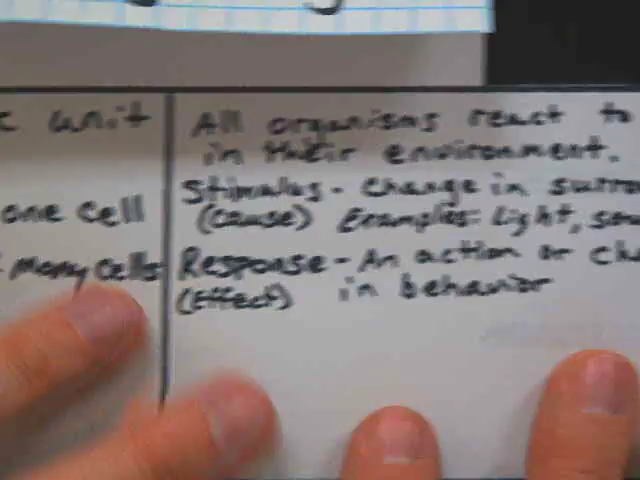 unit
one cell
many cells
All organisms react to
in their environment.
Stimulus - Change in
(Cause) Examples: Light,
Response - An action or
(Effect) in behavior